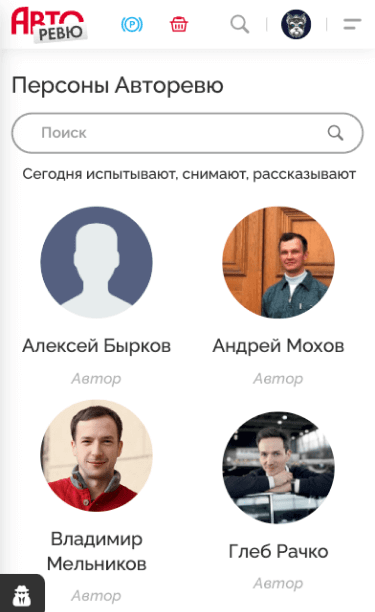 АВТО
РЕВЮ
P
Персоны Авторевю
Поиск
Сегодня испытывают, снимают, рассказывают
Алексей Бырков
Андрей Мохов
Автор
Автор
Владимир
Мельников
Глеб Рачко
Автор
Автор